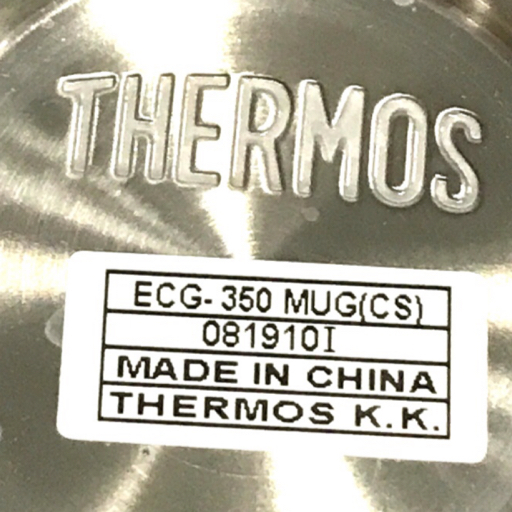 THERMOS
ECG-350 MUG(CS)
081910I
MADE IN CHINA
THERMOS K.K.